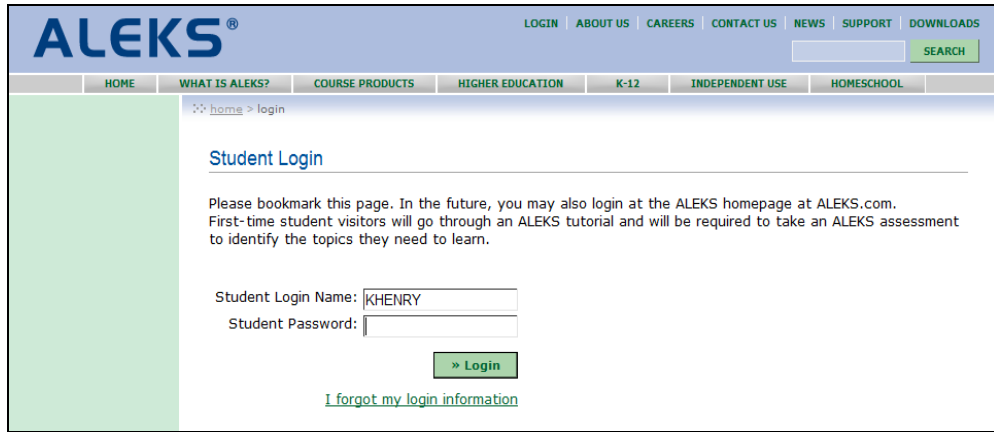 ALEKS®
LOGIN ABOUT US CAREERS CONTACT US NEWS SUPPORT DOWNLOADS
SEARCH
HOME WHAT IS ALEKS? COURSE PRODUCTS HIGHER EDUCATION K-12 INDEPENDENT USE HOMESCHOOL
home > login
Student Login
Please bookmark this page. In the future, you may also login at the ALEKS homepage at ALEKS.com.
First-time student visitors will go through an ALEKS tutorial and will be required to take an ALEKS assessment
to identify the topics they need to learn.
Student Login Name: KHENRY
Student Password:
» Login
I forgot my login information